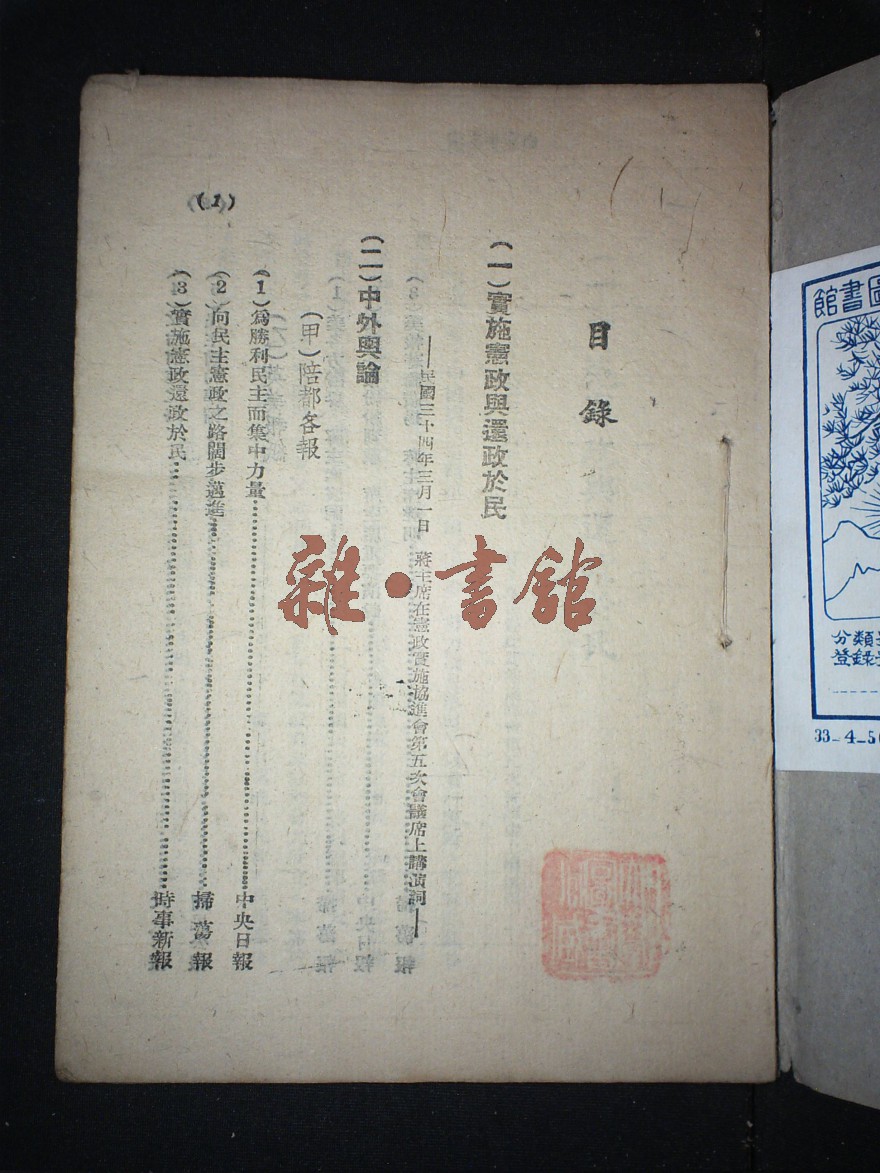 目錄
(一)實施憲政與還政於民
——民國三十四年三月一日 蔣主席在憲政實施協進會第五次會議席上講演詞——
(二)中外輿論
(甲)陪都各報
(1)為勝利民主而集中力量……中央日報
(2)向民主憲政之路闊步邁進……掃蕩報
(3)實施憲政還政於民……時事新報
(1)
雜·書館
圖書館
分類
登錄
33—4—5